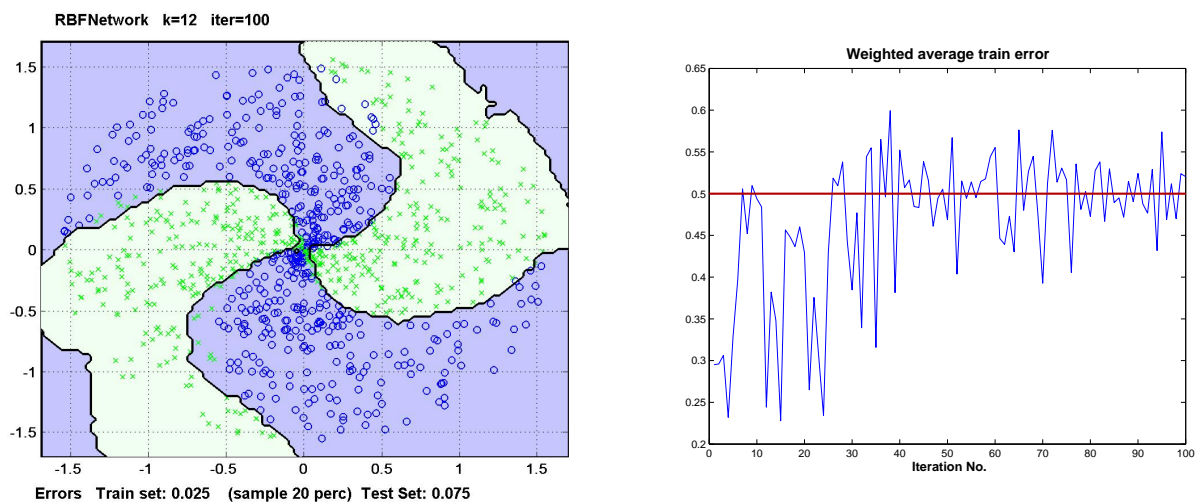 RBFNetwork k=12 iter=100
1.5
1
0.5
0
-0.5
-1
-1.5
-1.5 -1 -0.5 0 0.5 1 1.5
Errors Train set: 0.025 (sample 20 perc) Test Set: 0.075
Weighted average train error
0.65
0.6
0.55
0.5
0.45
0.4
0.35
0.3
0.25
0.2
0 10 20 30 40 50 60 70 80 90 100
Iteration No.